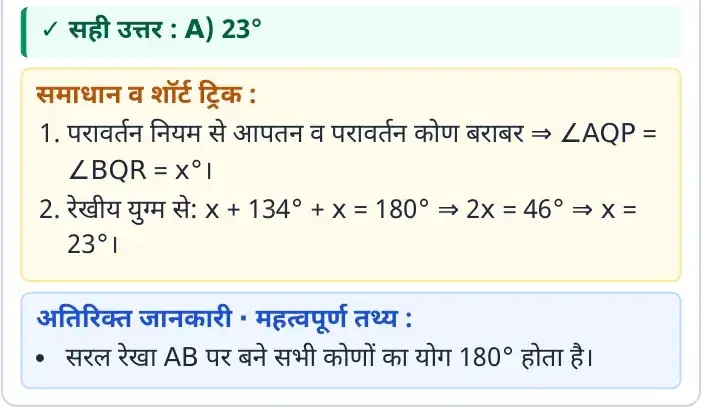 ✓ सही उत्तर : A) 23°
समाधान व शॉर्ट ट्रिक :
1. परावर्तन नियम से आपतन व परावर्तन कोण बराबर ⇒ ∠AQP =
∠BQR = x°।
2. रेखीय युग्म से: x + 134° + x = 180° ⇒ 2x = 46° ⇒ x =
23°।
अतिरिक्त जानकारी · महत्वपूर्ण तथ्य :
• सरल रेखा AB पर बने सभी कोणों का योग 180° होता है।